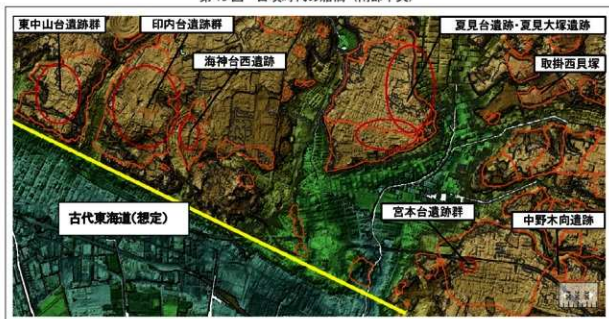 東中山台遺跡群
印内台遺跡群
夏見台遺跡・夏見大塚遺跡
海神台西遺跡
取掛西貝塚
古代東海道(想定)
宮本台遺跡群
中野木向遺跡